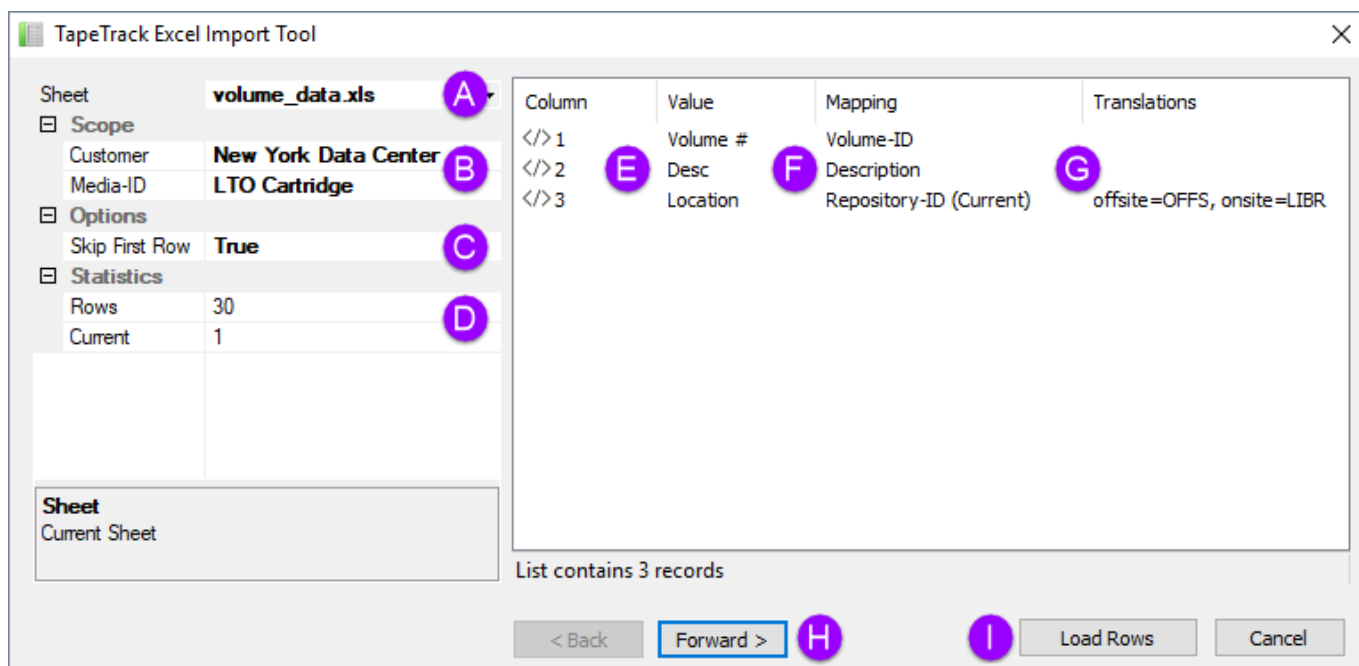 TapeTrack Excel Import Tool
Sheet volume_data.xls A
Scope
Customer New York Data Center
B
Media-ID LTO Cartridge
Options
Skip First Row True C
Statistics
Rows 30
D
Current 1
Sheet
Current Sheet
Column Value Mapping Translations
</> 1 Volume # Volume-ID
</> 2 E Desc F Description G
</> 3 Location Repository-ID (Current) offsite=OFFS, onsite=LIBR
List contains 3 records
< Back Forward > H I Load Rows Cancel